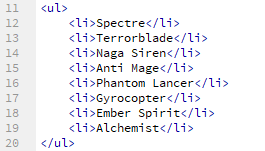 11 <ul>
12     <li>Spectre</li>
13     <li>Terrorblade</li>
14     <li>Naga Siren</li>
15     <li>Anti Mage</li>
16     <li>Phantom Lancer</li>
17     <li>Gyrocopter</li>
18     <li>Ember Spirit</li>
19     <li>Alchemist</li>
20 </ul>